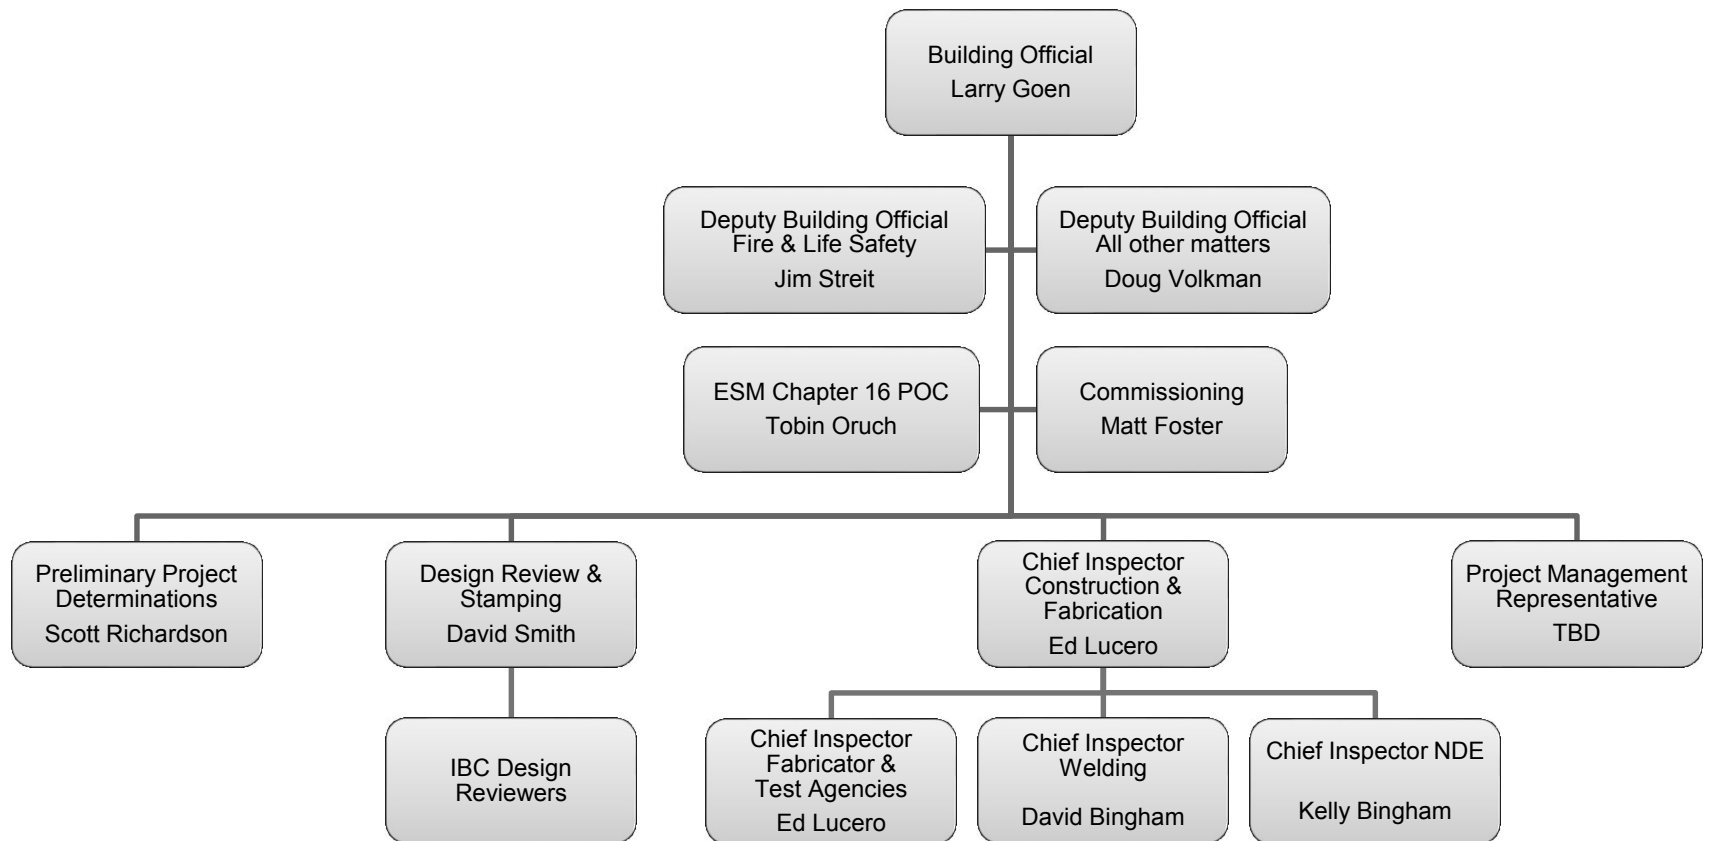 Building Official
Larry Goen
Deputy Building Official
Fire & Life Safety
Jim Streit
Deputy Building Official
All other matters
Doug Volkman
ESM Chapter 16 POC
Tobin Oruch
Commissioning
Matt Foster
Preliminary Project
Determinations
Scott Richardson
Design Review &
Stamping
David Smith
Chief Inspector
Construction &
Fabrication
Ed Lucero
Project Management
Representative
TBD
IBC Design
Reviewers
Chief Inspector
Fabricator &
Test Agencies
Ed Lucero
Chief Inspector
Welding
David Bingham
Chief Inspector NDE
Kelly Bingham